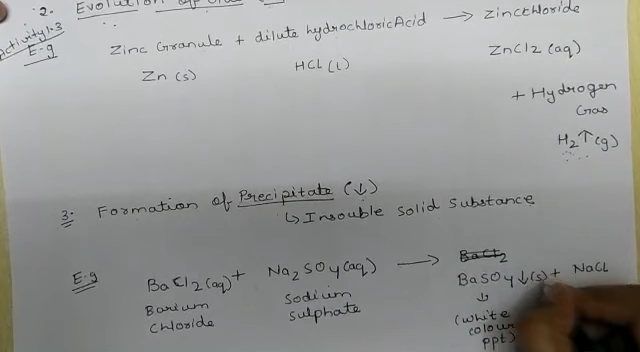 2. Evolution of
Activity 1.3
E.g
Zinc Granule + dilute hydrochloric Acid → Zinc chloride
Zn(s) HCl(l) ZnCl2 (aq)
+ Hydrogen
Gas
H2↑(g)
3. Formation of Precipitate (↓)
↳ Insouble Solid Substance
E.g
BaCl2
BaCl2(aq) + Na2SO4(aq) → BaSO4↓(s) + NaCl
Barium Sodium ↓ (white
Chloride Sulphate colour
ppt)